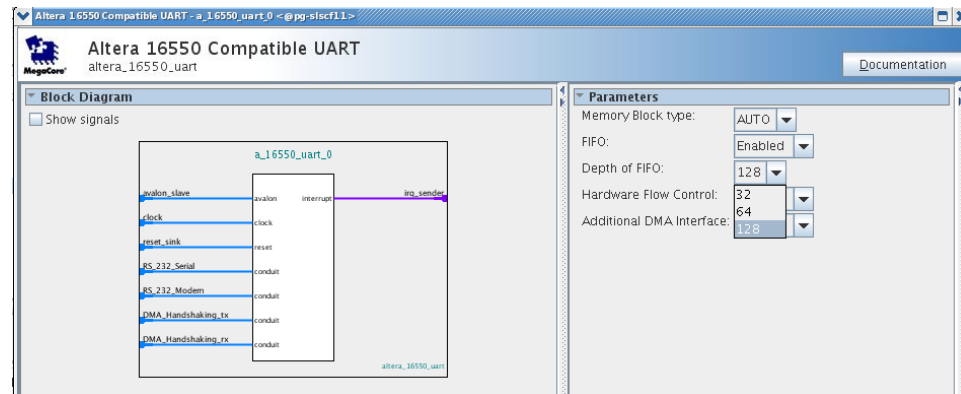 Altera 16550 Compatible UART - a_16550_uart_0 <@pg-slscf11>
MegaCore'
Altera 16550 Compatible UART
altera_16550_uart
Documentation
Block Diagram
Show signals
a_16550_uart_0
avalon_slave
avalon
interrupt
irq_sender
clock
clock
reset_sink
reset
RS_232_Serial
conduit
RS_232_Modem
conduit
DMA_Handshaking_tx
conduit
DMA_Handshaking_rx
conduit
altera_16550_uart
Parameters
Memory Block type: AUTO
FIFO: Enabled
Depth of FIFO: 128
Hardware Flow Control:
Additional DMA Interface:
32
64
128